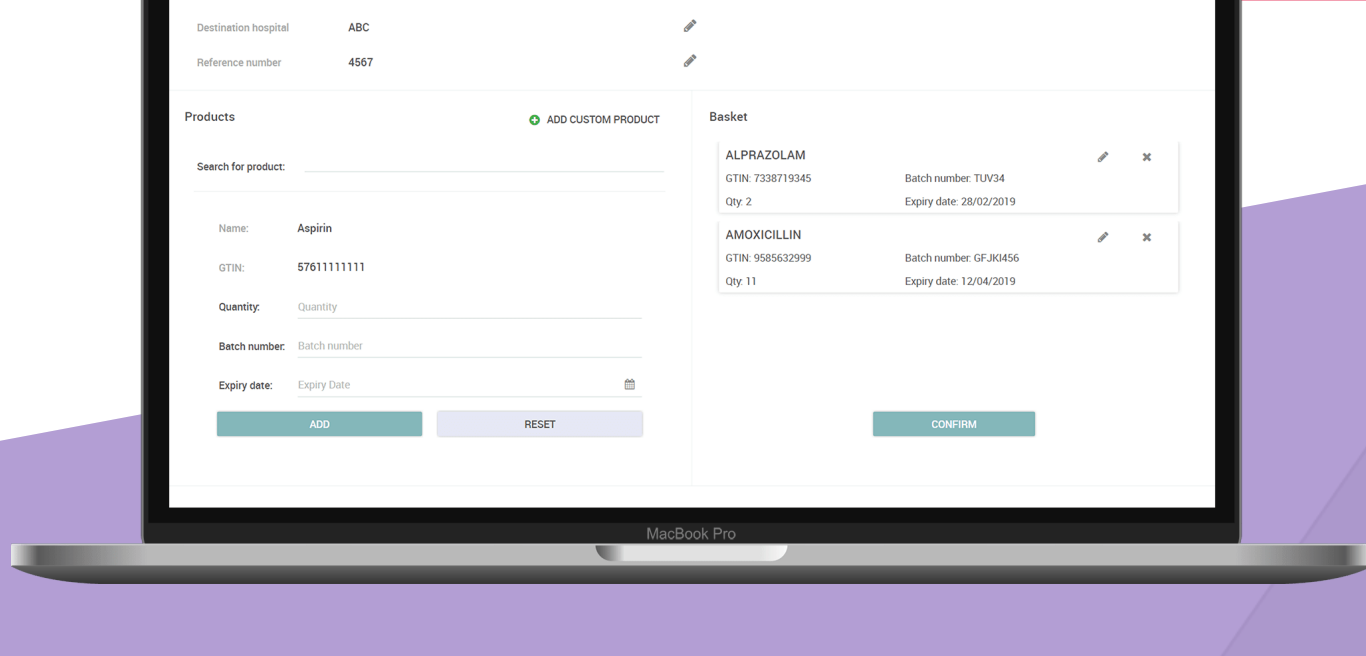 Destination hospital ABC
Reference number 4567
Products
ADD CUSTOM PRODUCT
Search for product:
Name: Aspirin
GTIN: 57611111111
Quantity: Quantity
Batch number: Batch number
Expiry date: Expiry Date
ADD RESET
Basket
ALPRAZOLAM
GTIN: 7338719345 Batch number: TUV34
Qty: 2 Expiry date: 28/02/2019
AMOXICILLIN
GTIN: 9585632999 Batch number: GFJKI456
Qty: 11 Expiry date: 12/04/2019
CONFIRM
MacBook Pro